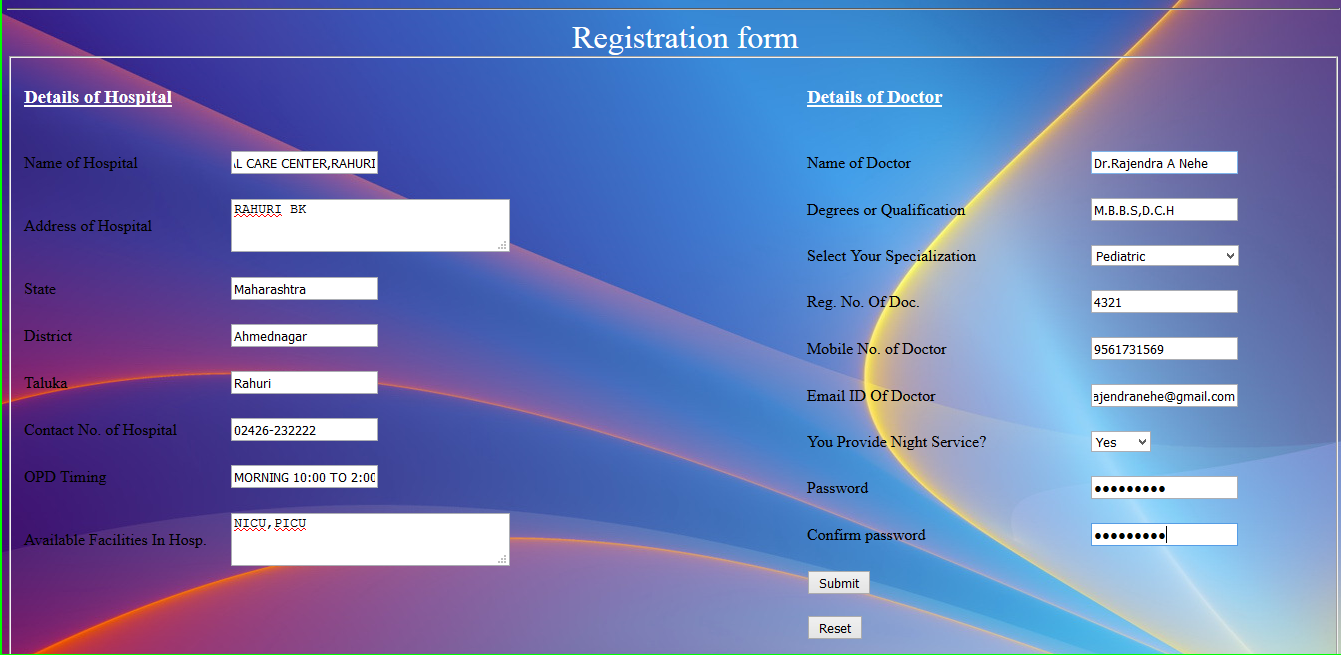 Registration form
Details of Hospital
Name of Hospital
CARE CENTER,RAHURI
Address of Hospital
RAHURI BK
State
Maharashtra
District
Ahmednagar
Taluka
Rahuri
Contact No. of Hospital
02426-232222
OPD Timing
MORNING 10:00 TO 2:00
Available Facilities In Hosp.
NICU,PICU
Details of Doctor
Name of Doctor
Dr.Rajendra A Nehe
Degrees or Qualification
M.B.B.S,D.C.H
Select Your Specialization
Pediatric
Reg. No. Of Doc.
4321
Mobile No. of Doctor
9561731569
Email ID Of Doctor
ajendranehe@gmail.com
You Provide Night Service?
Yes
Password
●●●●●●●●●
Confirm password
●●●●●●●●●
Submit
Reset